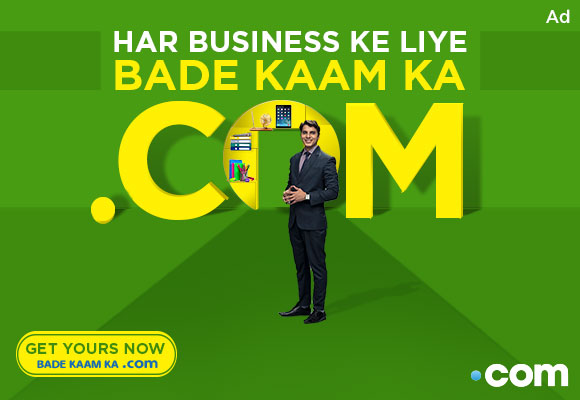 Ad
HAR BUSINESS KE LIYE
BADE KAAM KA
.COM
GET YOURS NOW
BADE KAAM KA .com
.com